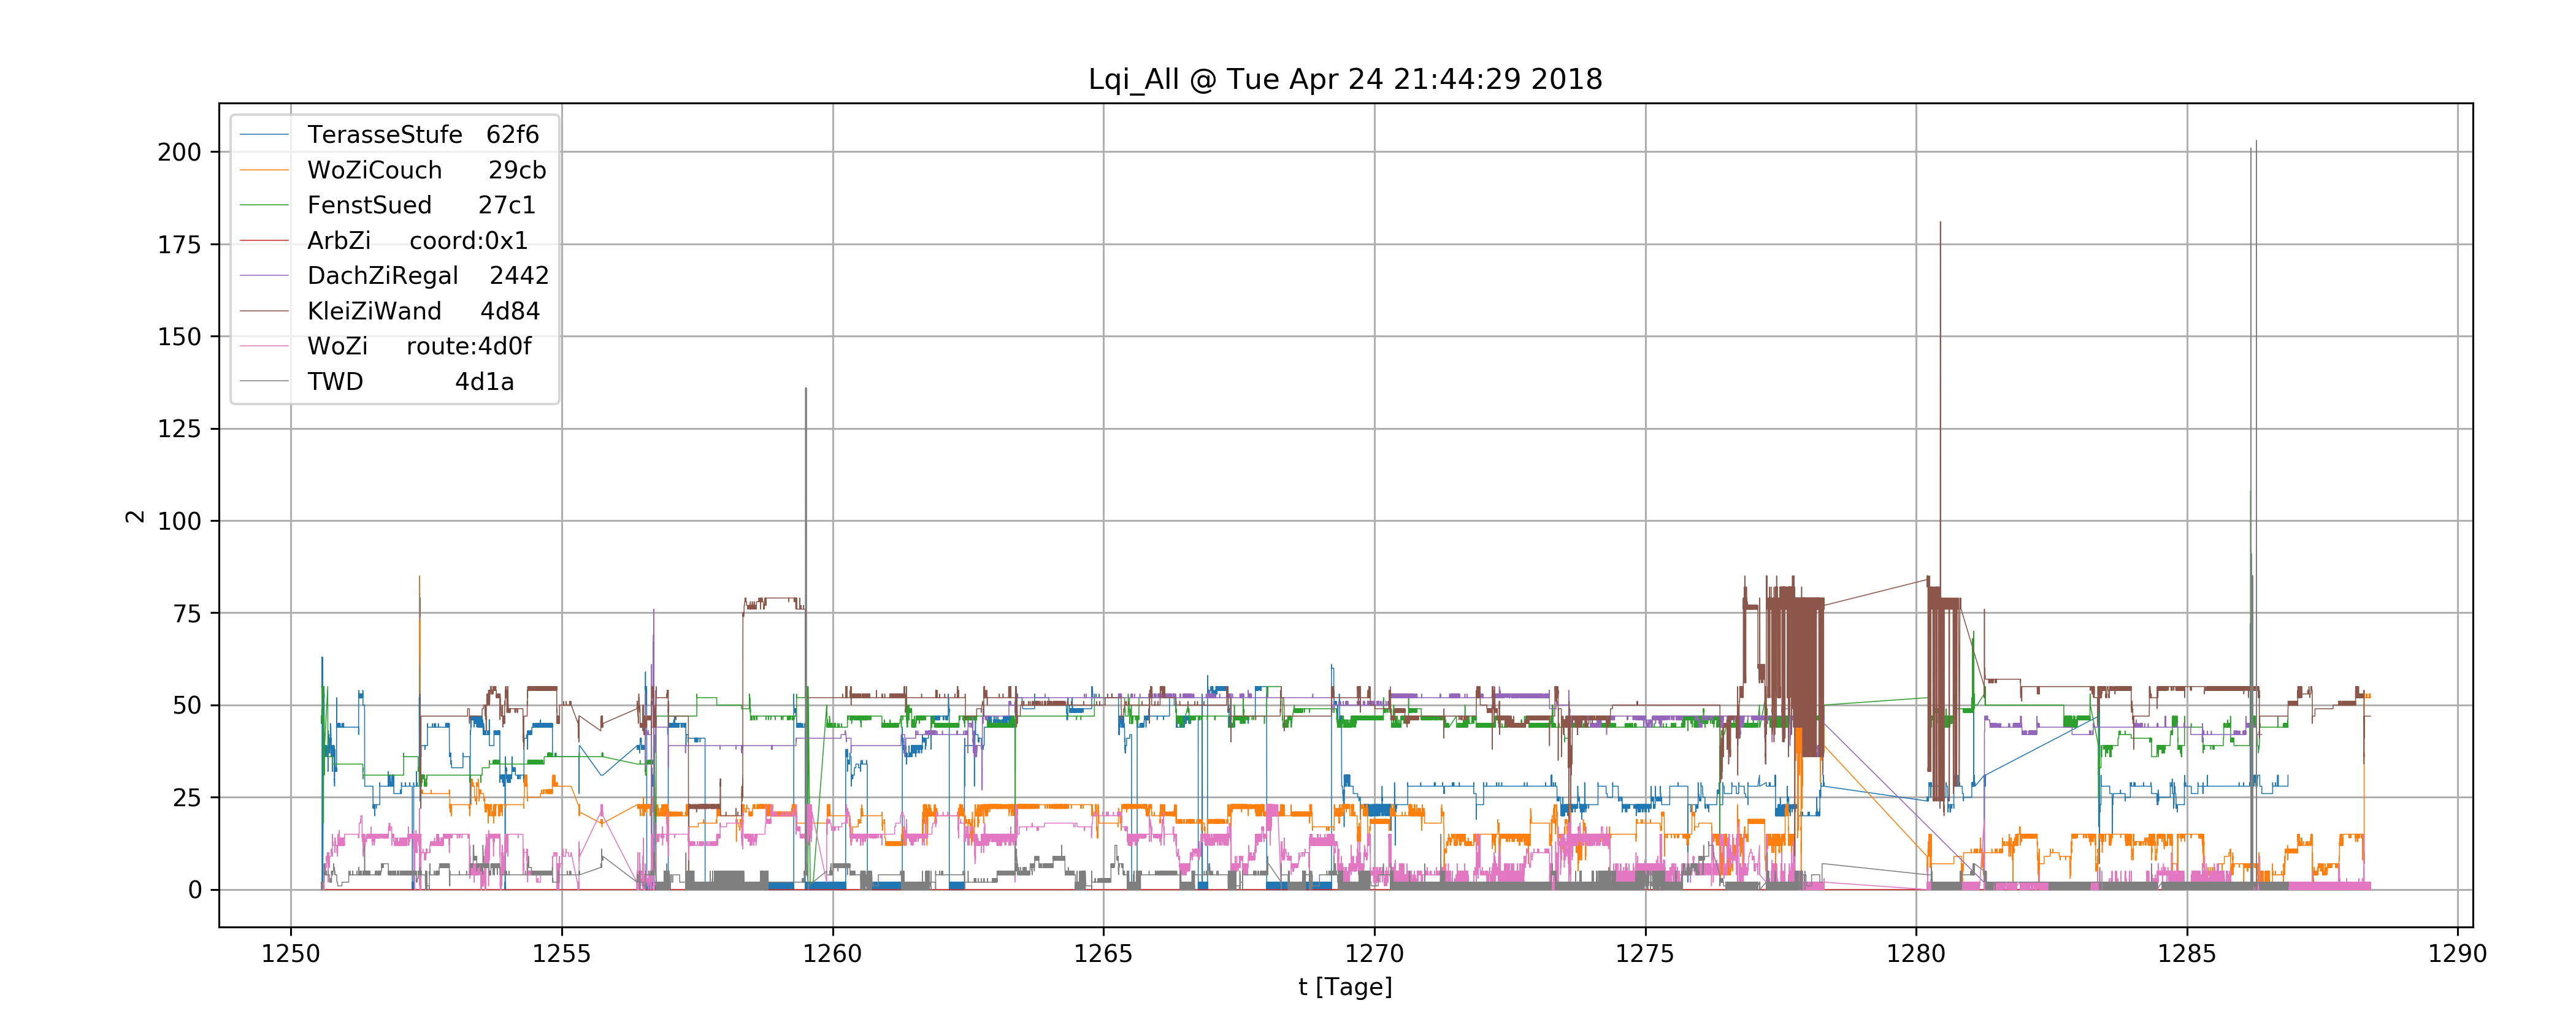 Lqi_All @ Tue Apr 24 21:44:29 2018
TerasseStufe 62f6
WoZiCouch 29cb
FenstSued 27c1
ArbZi coord:0x1
DachZiRegal 2442
KleiZiWand 4d84
WoZi route:4d0f
TWD 4d1a
200
175
150
125
100
75
50
25
0
2
1250 1255 1260 1265 1270 1275 1280 1285 1290
t [Tage]